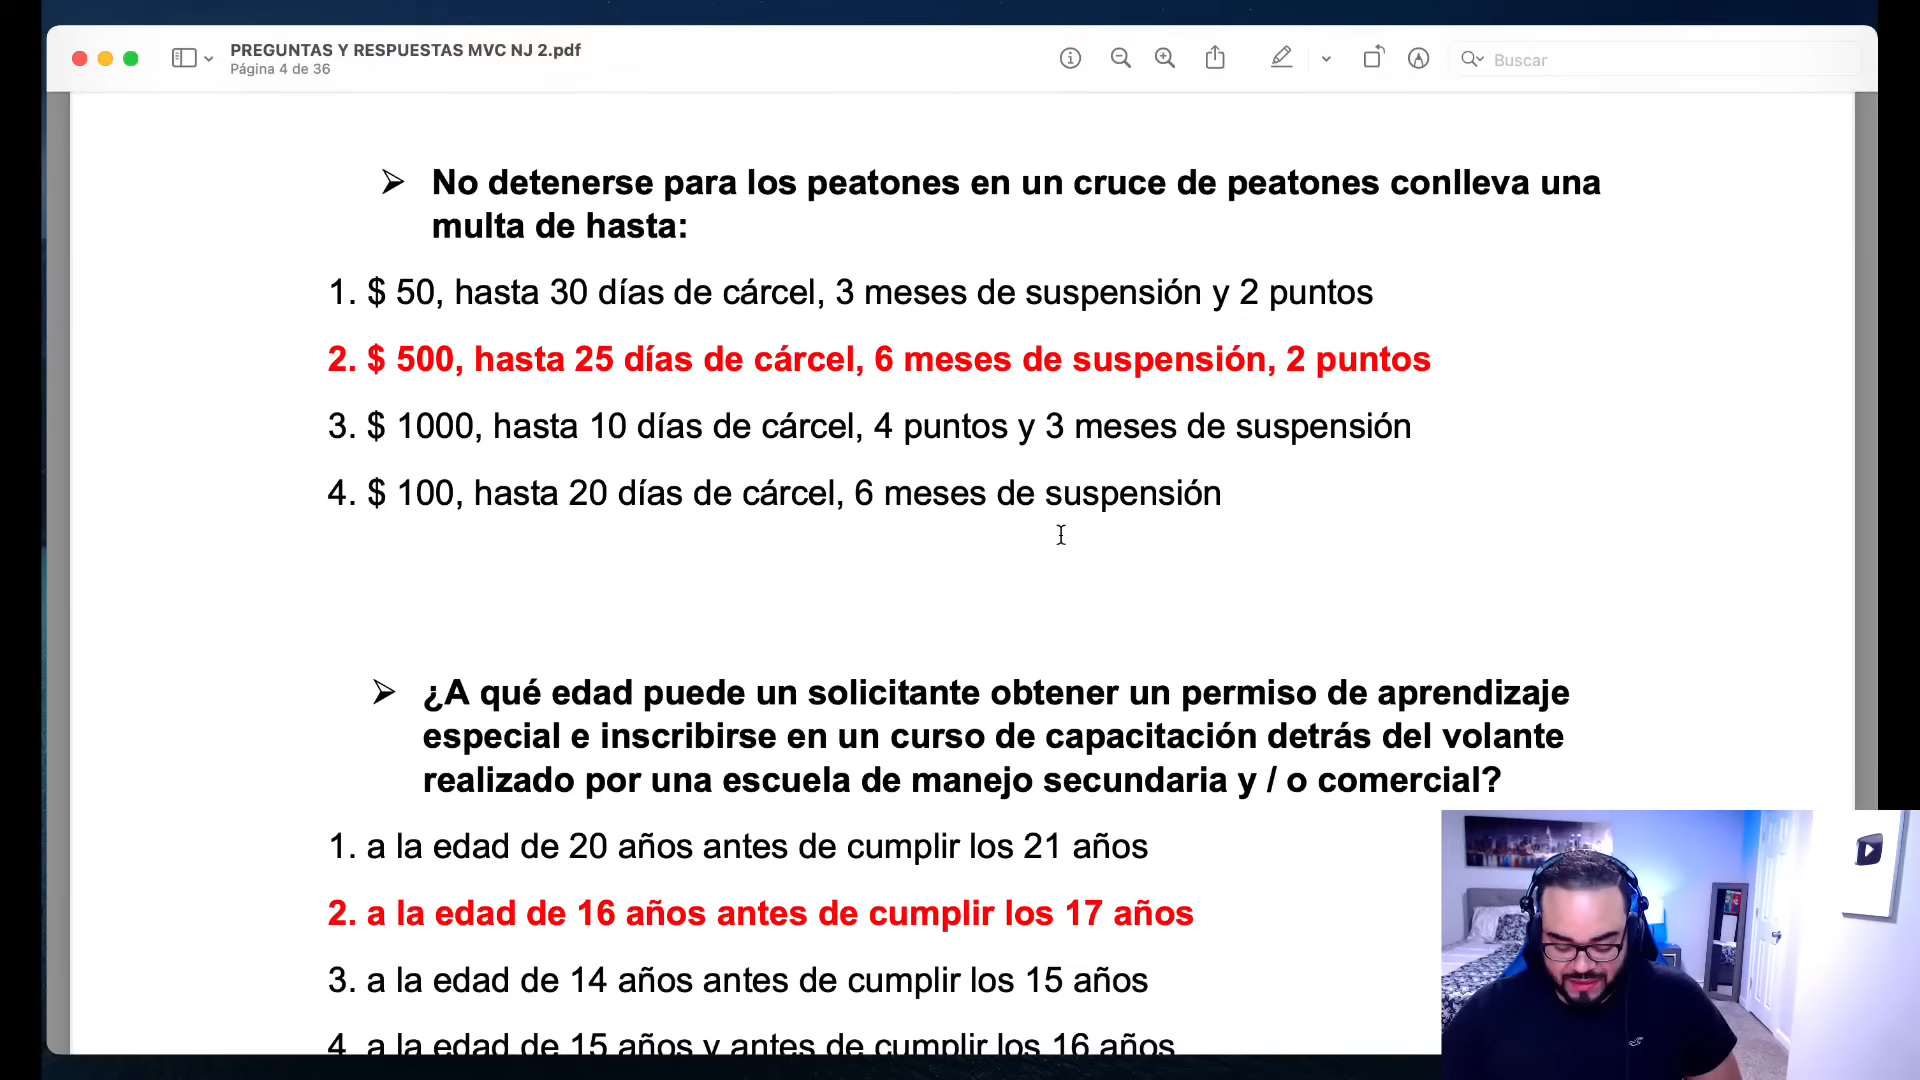 PREGUNTAS Y RESPUESTAS MVC NJ 2.pdf
Página 4 de 36
Buscar
➢ No detenerse para los peatones en un cruce de peatones conlleva una
multa de hasta:
1. $ 50, hasta 30 días de cárcel, 3 meses de suspensión y 2 puntos
2. $ 500, hasta 25 días de cárcel, 6 meses de suspensión, 2 puntos
3. $ 1000, hasta 10 días de cárcel, 4 puntos y 3 meses de suspensión
4. $ 100, hasta 20 días de cárcel, 6 meses de suspensión
➢ ¿A qué edad puede un solicitante obtener un permiso de aprendizaje
especial e inscribirse en un curso de capacitación detrás del volante
realizado por una escuela de manejo secundaria y / o comercial?
1. a la edad de 20 años antes de cumplir los 21 años
2. a la edad de 16 años antes de cumplir los 17 años
3. a la edad de 14 años antes de cumplir los 15 años
4. a la edad de 15 años y antes de cumplir los 16 años